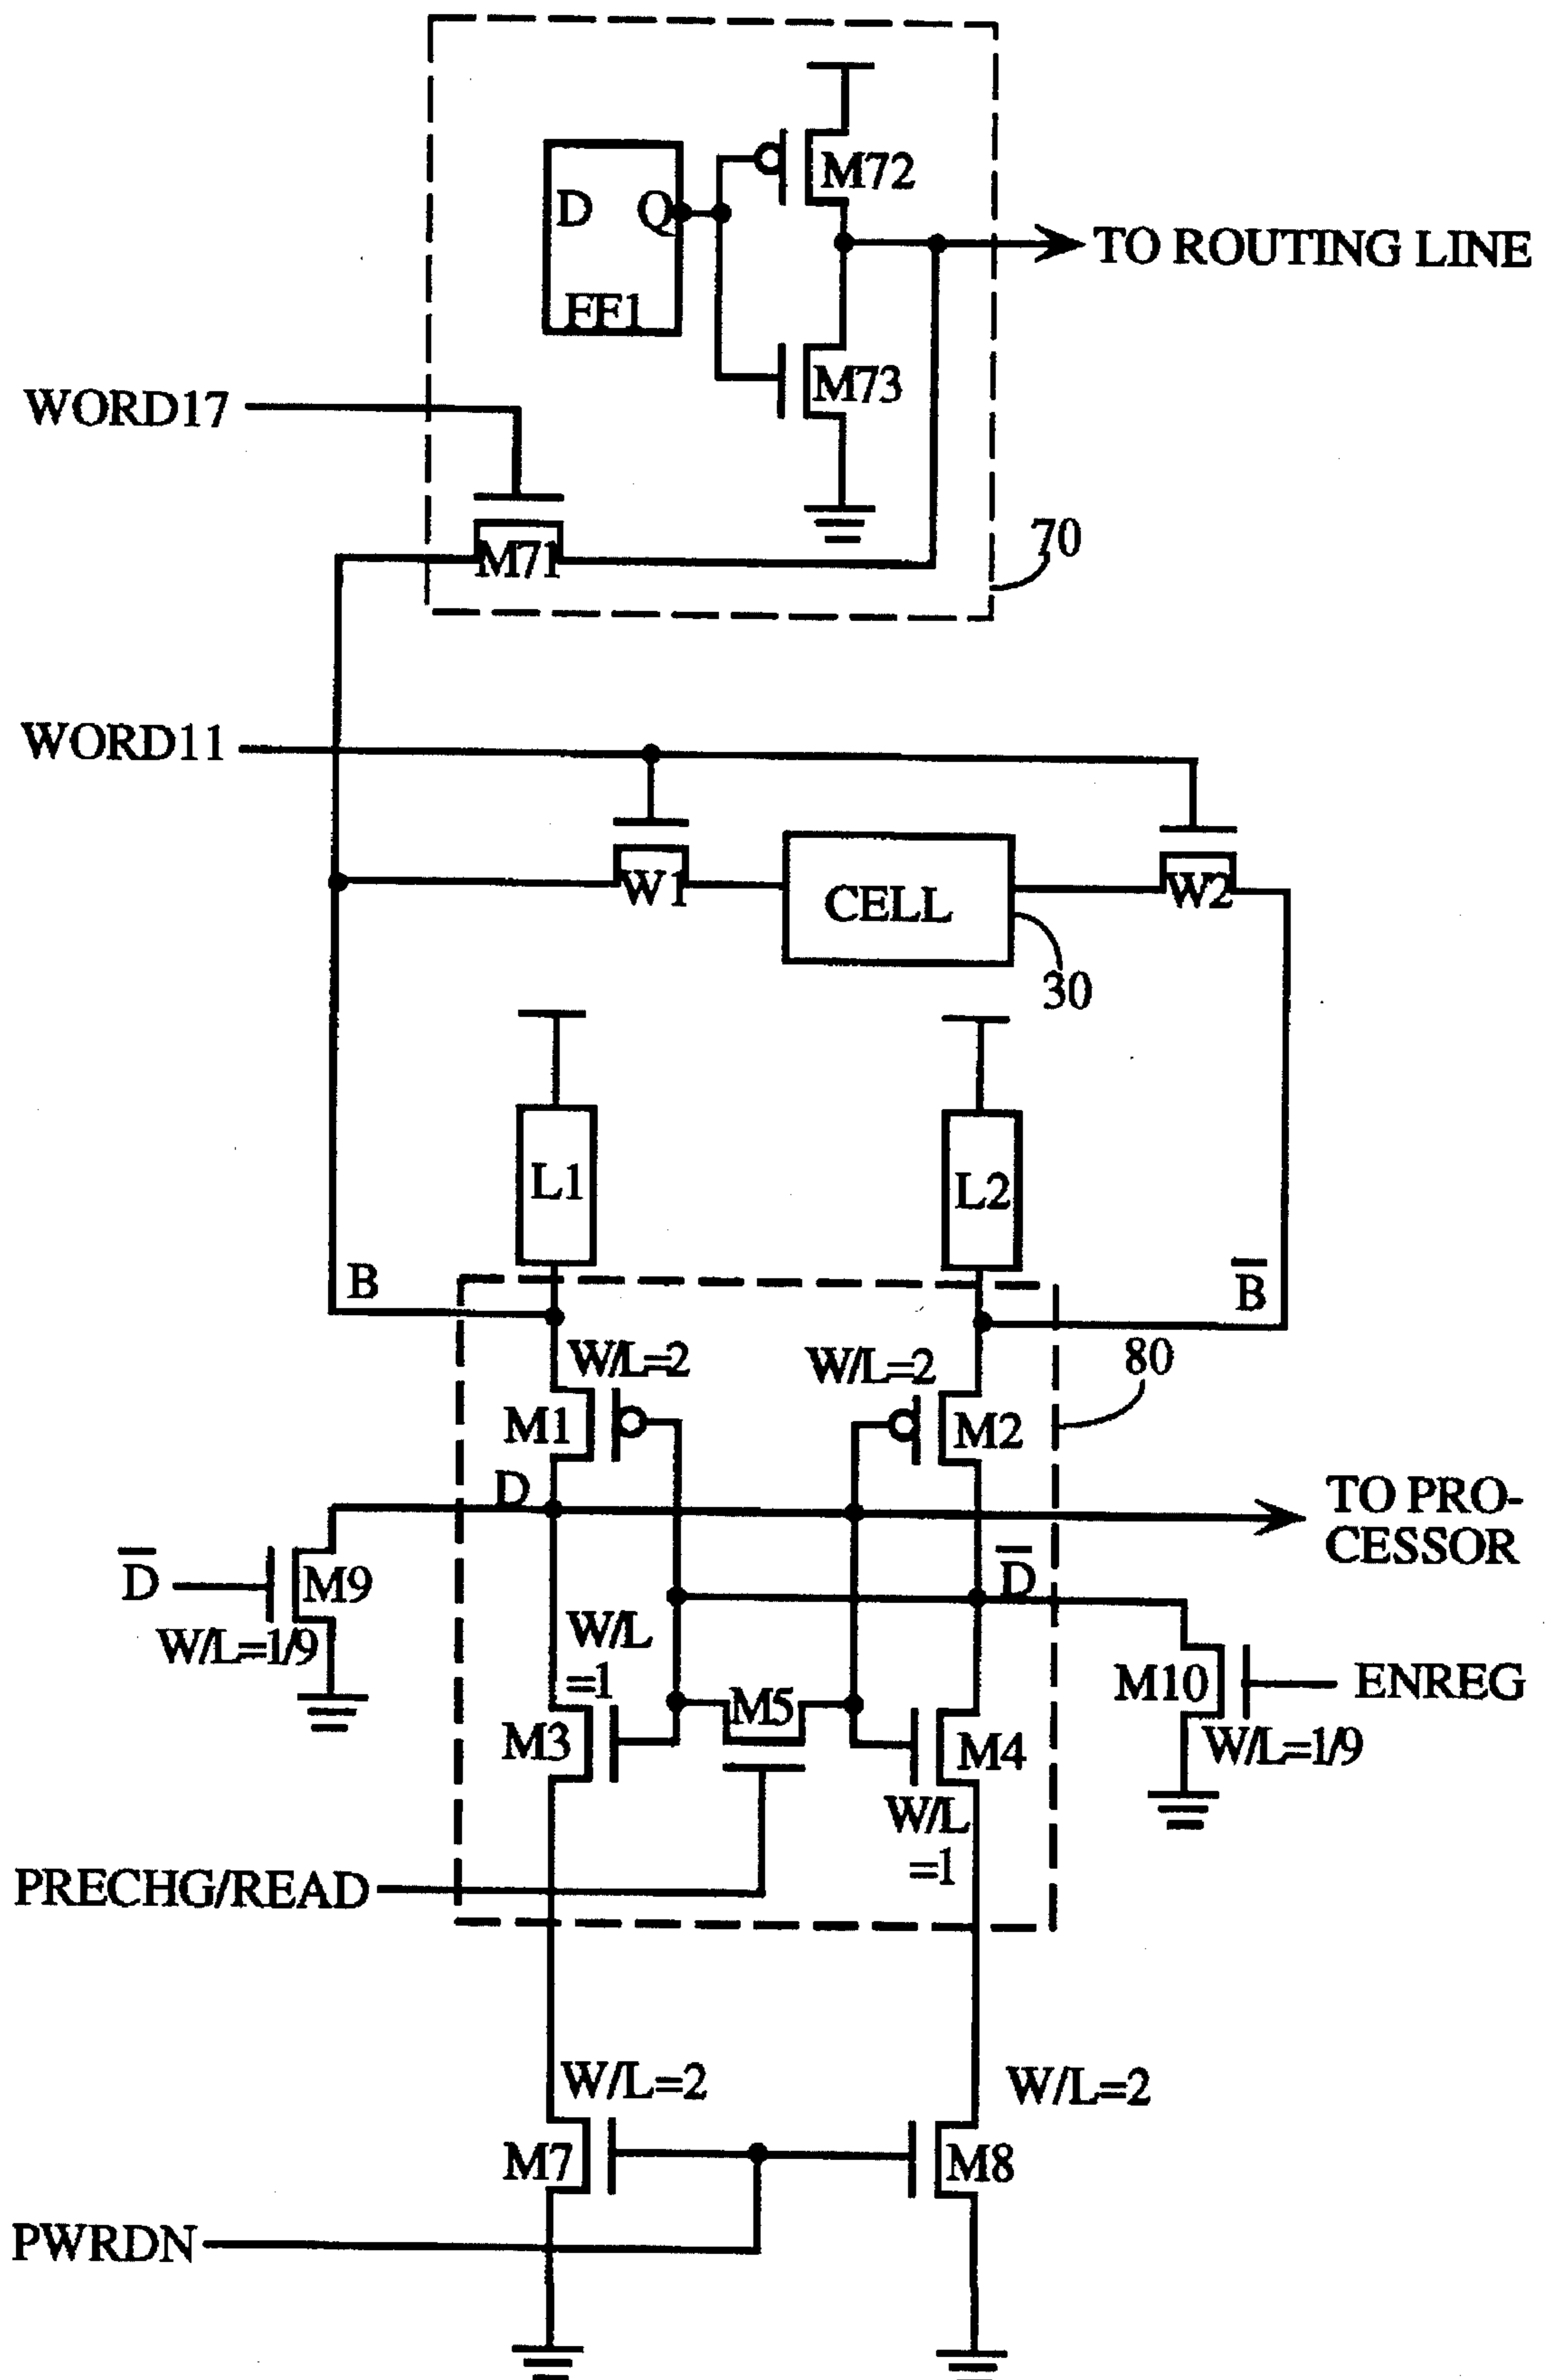 M72
D Q
TO ROUTING LINE
FF1
M73
WORD17
70
M71
WORD11
W1
CELL
W2
30
L1
L2
B
B̅
W/L=2
W/L=2
80
M1
M2
D
TO PRO-
CESSOR
D̅
M9
D̅
W/L=1/9
W/L
=1
M5
M10
ENREG
M3
M4
W/L=1/9
W/L
=1
PRECHG/READ
W/L=2
W/L=2
M7
M8
PWRDN